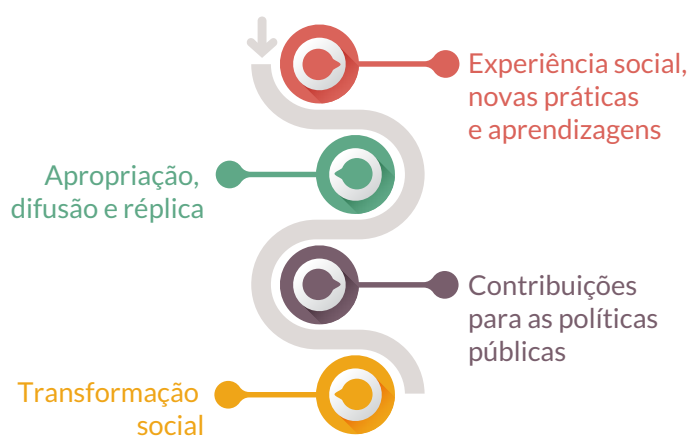 Experiência social,
novas práticas
e aprendizagens
Apropriação,
difusão e réplica
Contribuições
para as políticas
públicas
Transformação
social